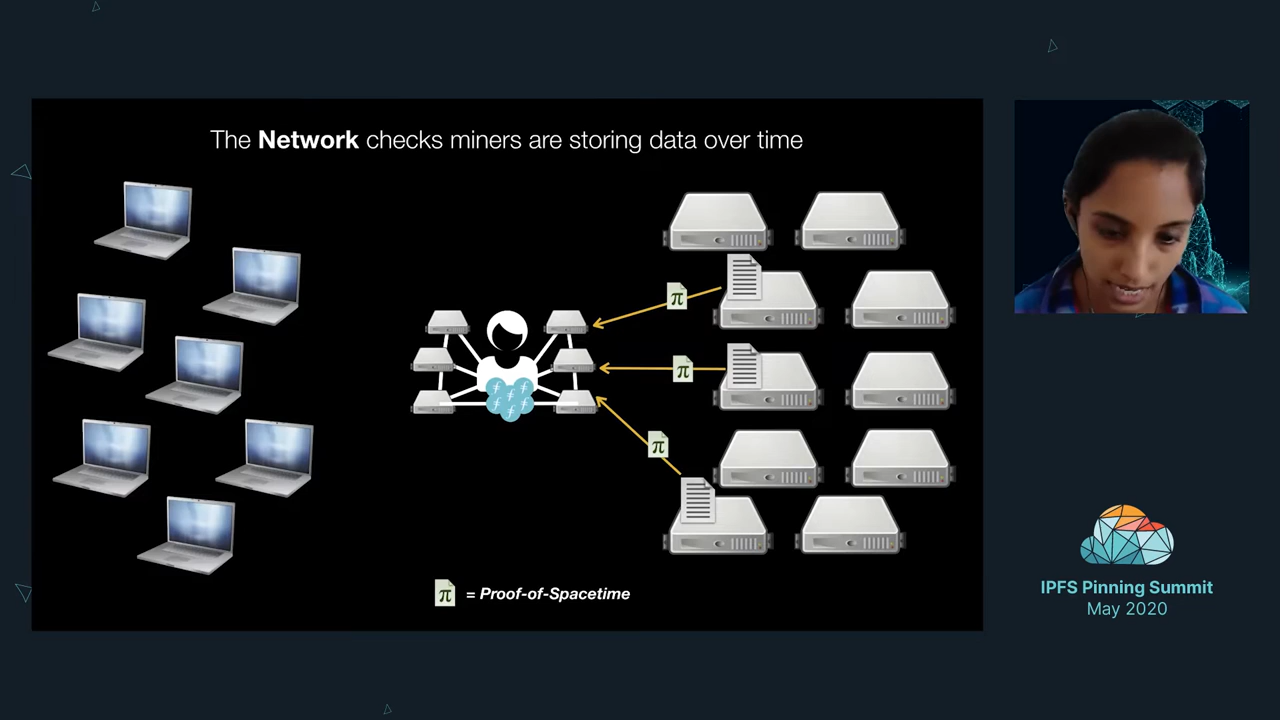 The Network checks miners are storing data over time
π
π
π
π = Proof-of-Spacetime
IPFS Pinning Summit
May 2020